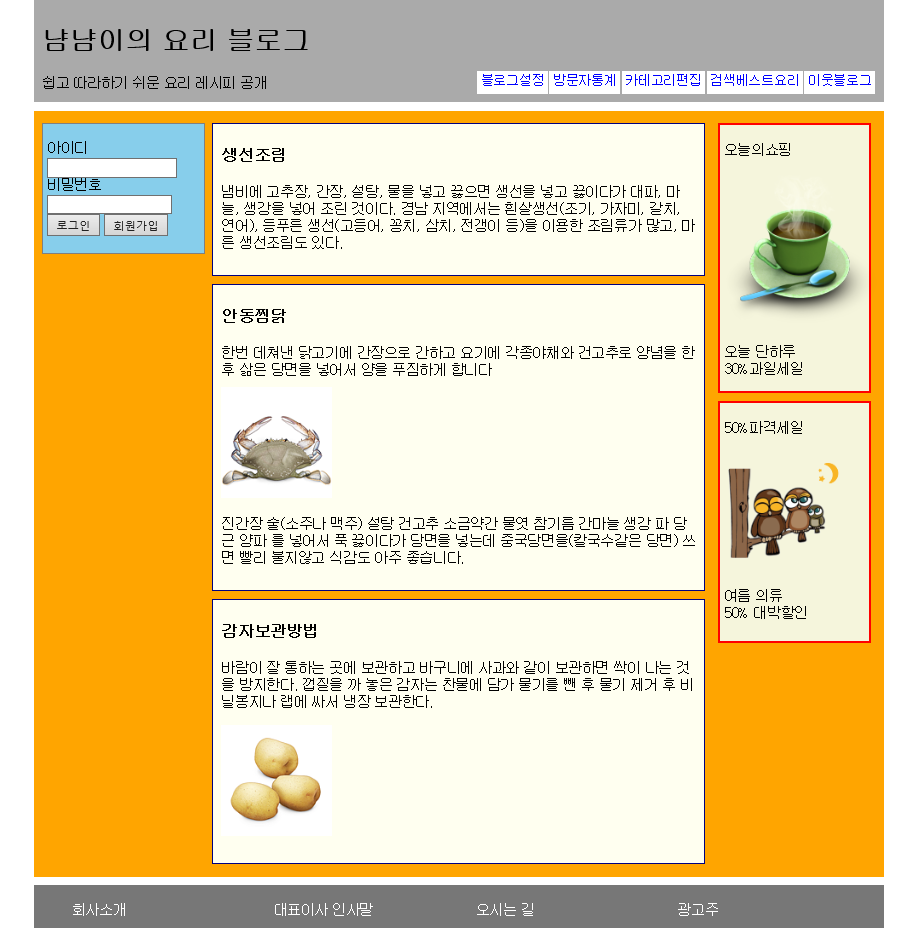 냠냠이의 요리 블로그
쉽고 따라하기 쉬운 요리 레시피 공개
블로그설정 방문자통계 카테고리편집 검색베스트요리 이웃블로그
아이디
비밀번호
로그인 회원가입
생선조림
냄비에 고추장, 간장, 설탕, 물을 넣고 끓으면 생선을 넣고 끓이다가 대파, 마
늘, 생강을 넣어 조린 것이다. 경남 지역에서는 흰살생선(조기, 가자미, 갈치,
연어), 등푸른 생선(고등어, 꽁치, 삼치, 전갱이 등)을 이용한 조림류가 많고, 마
른 생선조림도 있다.
안동찜닭
한번 데쳐낸 닭고기에 간장으로 간하고 요기에 각종야채와 건고추로 양념을 한
후 삶은 당면을 넣어서 양을 푸짐하게 합니다
진간장 술(소주나 맥주) 설탕 건고추 소금약간 물엿 참기름 간마늘 생강 파 당
근 양파 를 넣어서 푹 끓이다가 당면을 넣는데 중국당면을(칼국수같은 당면) 쓰
면 빨리 불지않고 식감도 아주 좋습니다.
감자보관방법
바람이 잘 통하는 곳에 보관하고 바구니에 사과와 같이 보관하면 싹이 나는 것
을 방지한다. 껍질을 까 놓은 감자는 찬물에 담가 물기를 뺀 후 물기 제거 후 비
닐봉지나 랩에 싸서 냉장 보관한다.
오늘의쇼핑
오늘 단하루
30%과일세일
50%파격세일
여름 의류
50% 대박할인
회사소개 대표이사 인사말 오시는 길 광고주